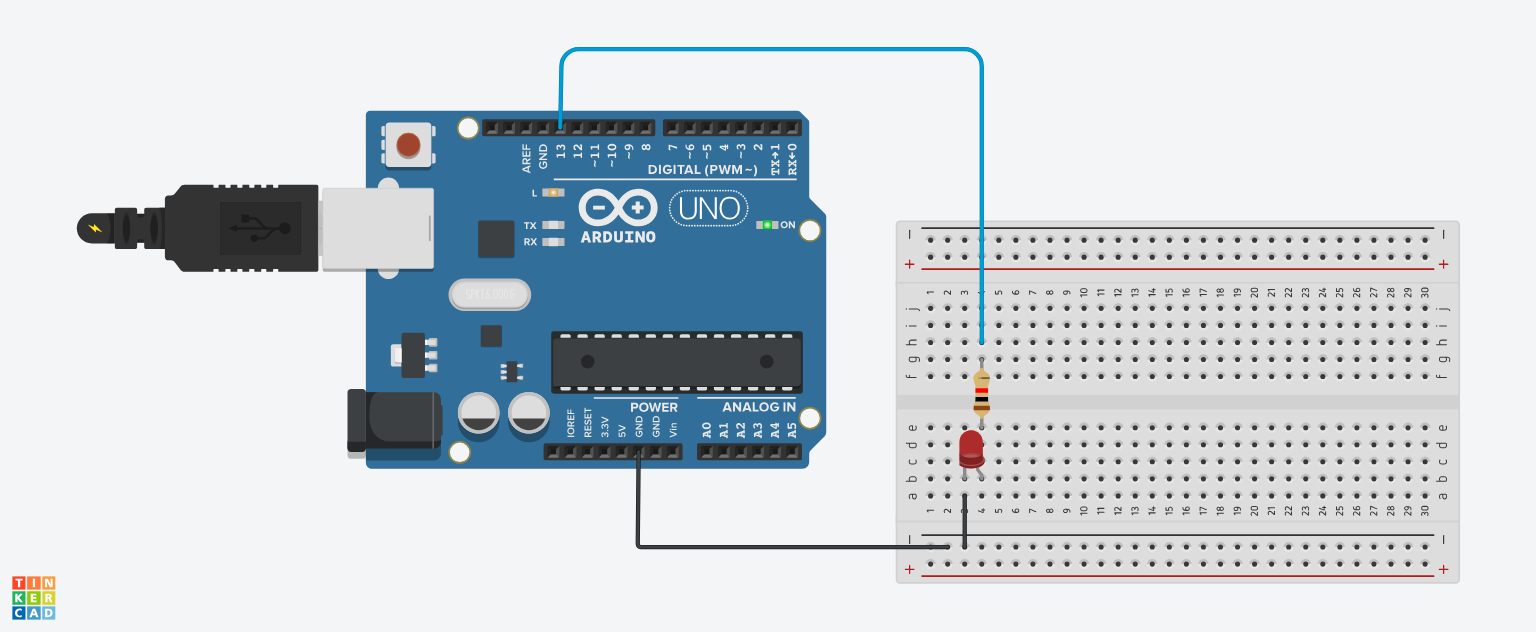 AREF
GND
13
12
~11
~10
~9
8
7
~6
~5
4
~3
2
TX→1
RX←0
DIGITAL (PWM~)
L
TX
RX
UNO
ON
ARDUINO
SPK16.000G
POWER
ANALOG IN
IOREF
RESET
3.3V
5V
GND
GND
Vin
A0
A1
A2
A3
A4
A5
— —
+ +
1 2 3 5 6 7 8 9 10 11 12 13 14 15 16 17 18 19 20 21 22 23 24 25 26 27 28 29 30
j j
i i
h h
g g
f f
e e
d d
c c
b b
a a
1 2 3 4 5 6 7 8 9 10 11 12 13 14 15 16 17 18 19 20 21 22 23 24 25 26 27 28 29 30
— —
+ +
TIN
KER
CAD